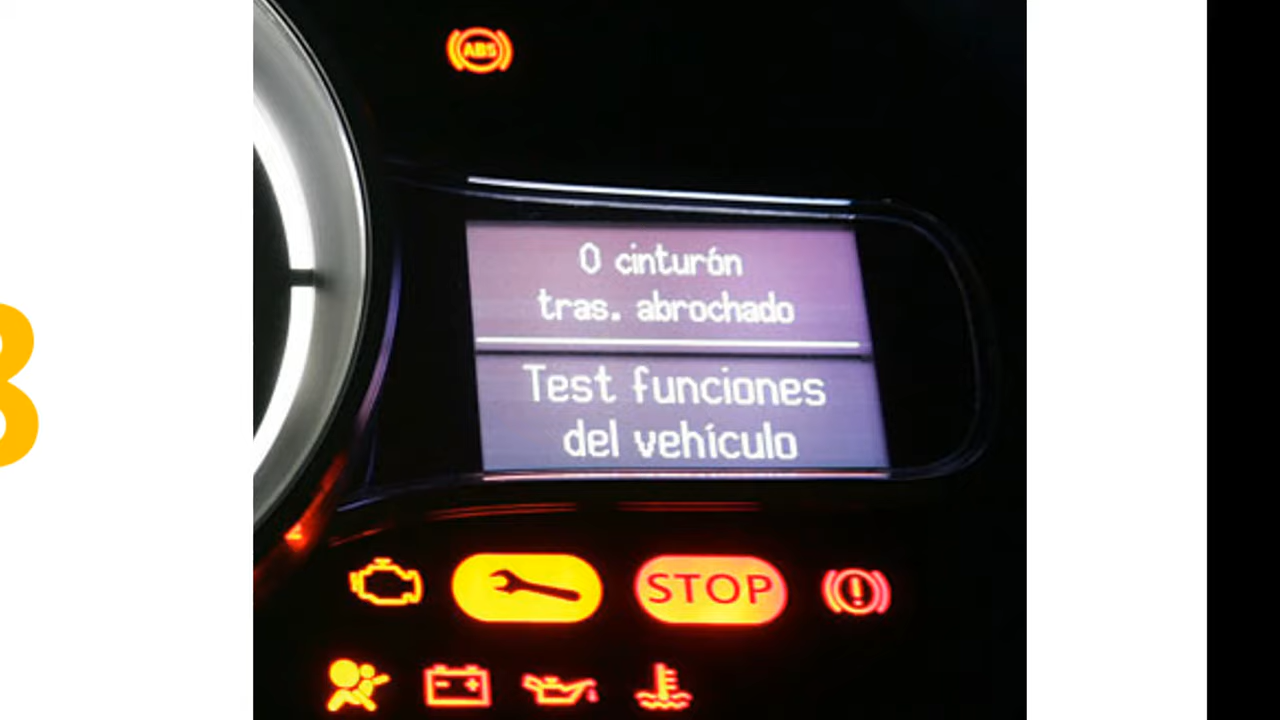 ABS
0 cinturón
tras. abrochado
Test funciones
del vehículo
STOP